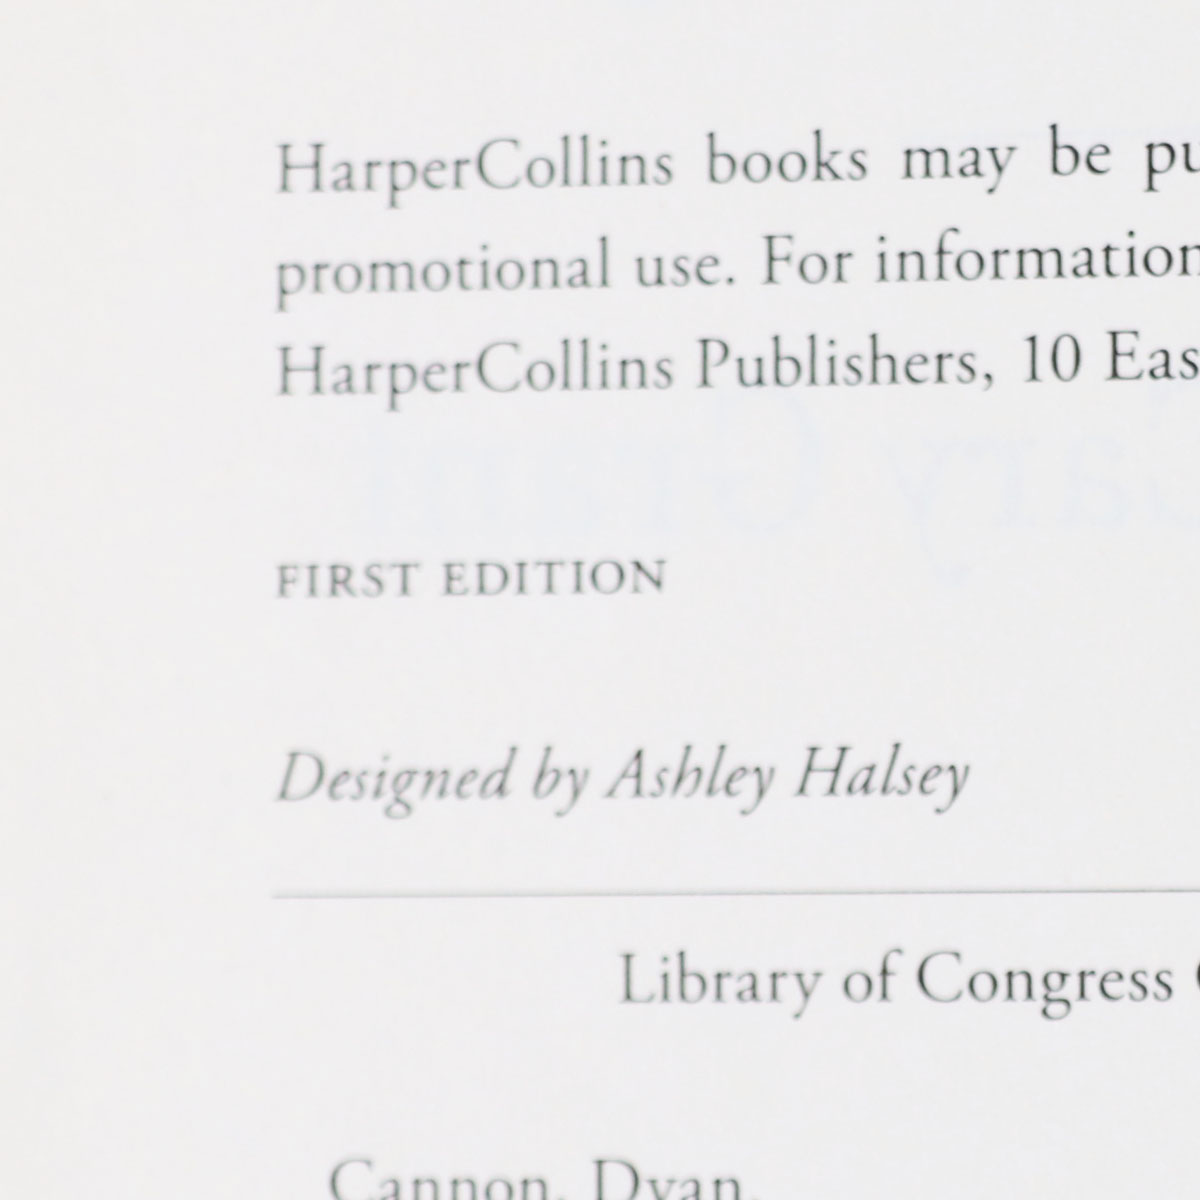 HarperCollins books may be pu
promotional use. For information
HarperCollins Publishers, 10 Eas
FIRST EDITION
Designed by Ashley Halsey
Library of Congress
Cannon, Dyan.